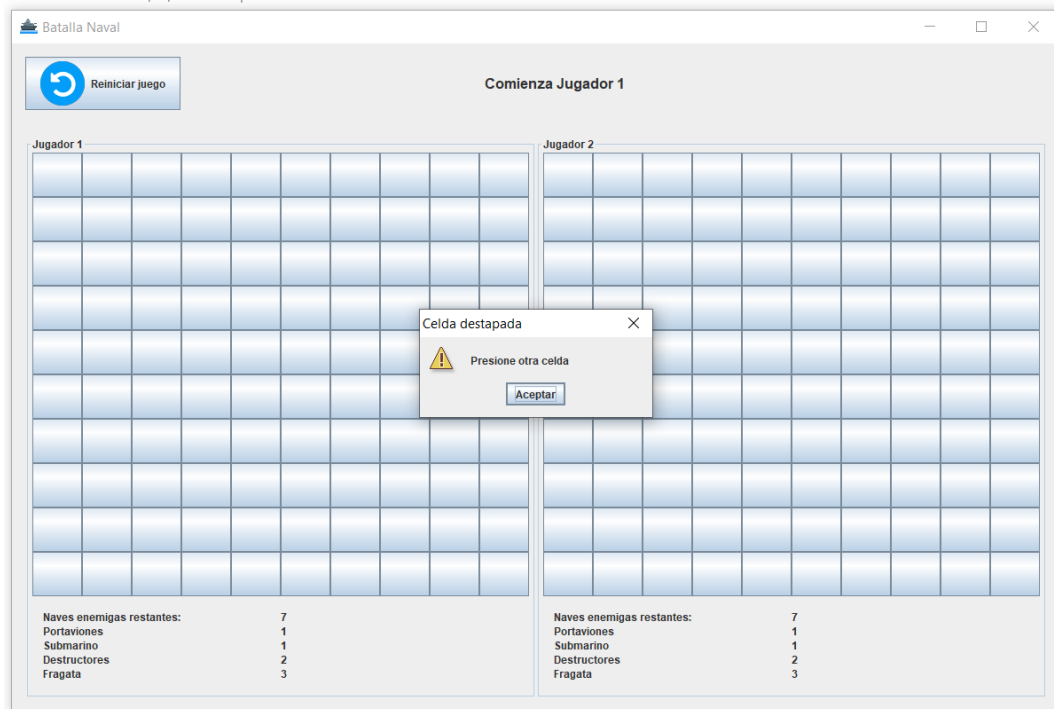 Batalla Naval
Reiniciar juego
Comienza Jugador 1
Jugador 1
Jugador 2
Celda destapada
Presione otra celda
Aceptar
Naves enemigas restantes: 7
Portaviones 1
Submarino 1
Destructores 2
Fragata 3
Naves enemigas restantes: 7
Portaviones 1
Submarino 1
Destructores 2
Fragata 3